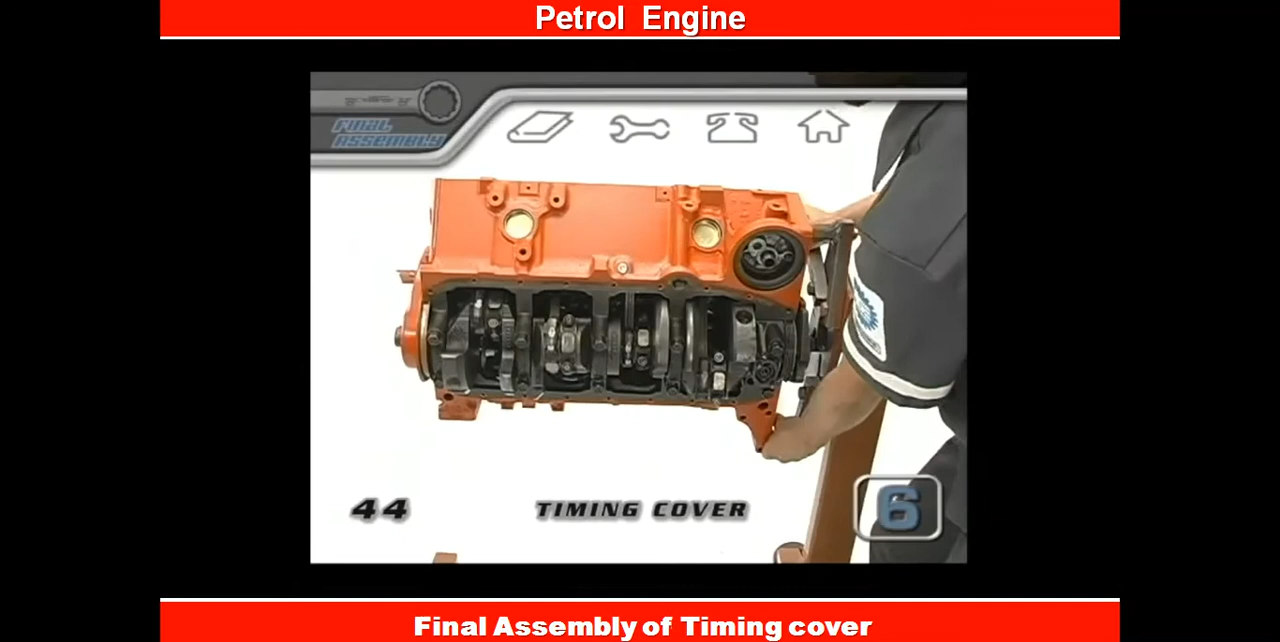 Petrol Engine
FINAL
ASSEMBLY
44
TIMING COVER
6
Final Assembly of Timing cover